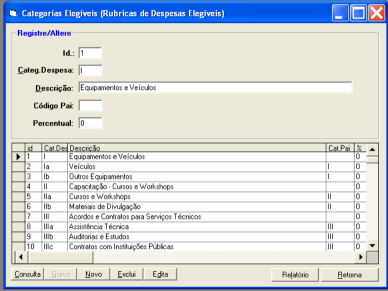 Categorias Elegíveis (Rubricas de Despesas Elegíveis)
Registre/Altere
Id.: 1
Categ.Despesa: I
Descrição: Equipamentos e Veículos
Código Pai:
Percentual: 0
id Cat.Des Descrição Cat.Pai %
1 I Equipamentos e Veículos 0
2 Ia Veículos I 0
3 Ib Outros Equipamentos I 0
4 II Capacitação - Cursos e Workshops 0
5 IIa Cursos e Workshops II 0
6 IIb Materiais de Divulgação II 0
7 III Acordos e Contratos para Serviços Técnicos 0
8 IIIa Assistência Técnica III 0
9 IIIb Auditorias e Estudos III 0
10 IIIc Contratos com Instituições Públicas III 0
Consulta Grava Novo Exclui Edita Relatório Retorna